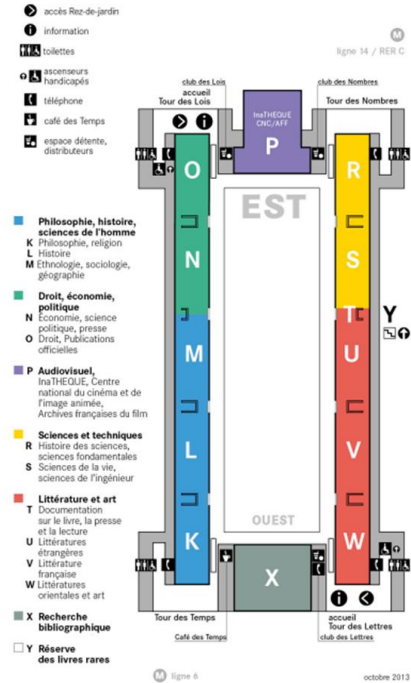 accès Rez-de-jardin
information
toilettes
ascenseurs
handicapés
téléphone
café des Temps
espace détente,
distributeurs
M
ligne 14 / RER C
club des Lois
accueil
Tour des Lois
InaTHEQUE
CNC/AFF
P
club des Nombres
Tour des Nombres
O
N
M
L
K
EST
OUEST
R
S
T
U
V
W
Y
X
Philosophie, histoire,
sciences de l'homme
K Philosophie, religion
L Histoire
M Ethnologie, sociologie,
géographie
Droit, économie,
politique
N Économie, science
politique, presse
O Droit, Publications
officielles
P Audiovisuel,
InaTHEQUE, Centre
national du cinéma et de
l'image animée,
Archives françaises du film
Sciences et techniques
R Histoire des sciences,
sciences fondamentales
S Sciences de la vie,
sciences de l'ingénieur
Littérature et art
T Documentation
sur le livre, la presse
et la lecture
U Littératures
étrangères
V Littérature
française
W Littératures
orientales et art
X Recherche
bibliographique
Y Réserve
des livres rares
Tour des Temps
Café des Temps
accueil
Tour des Lettres
club des Lettres
M ligne 6
octobre 2013